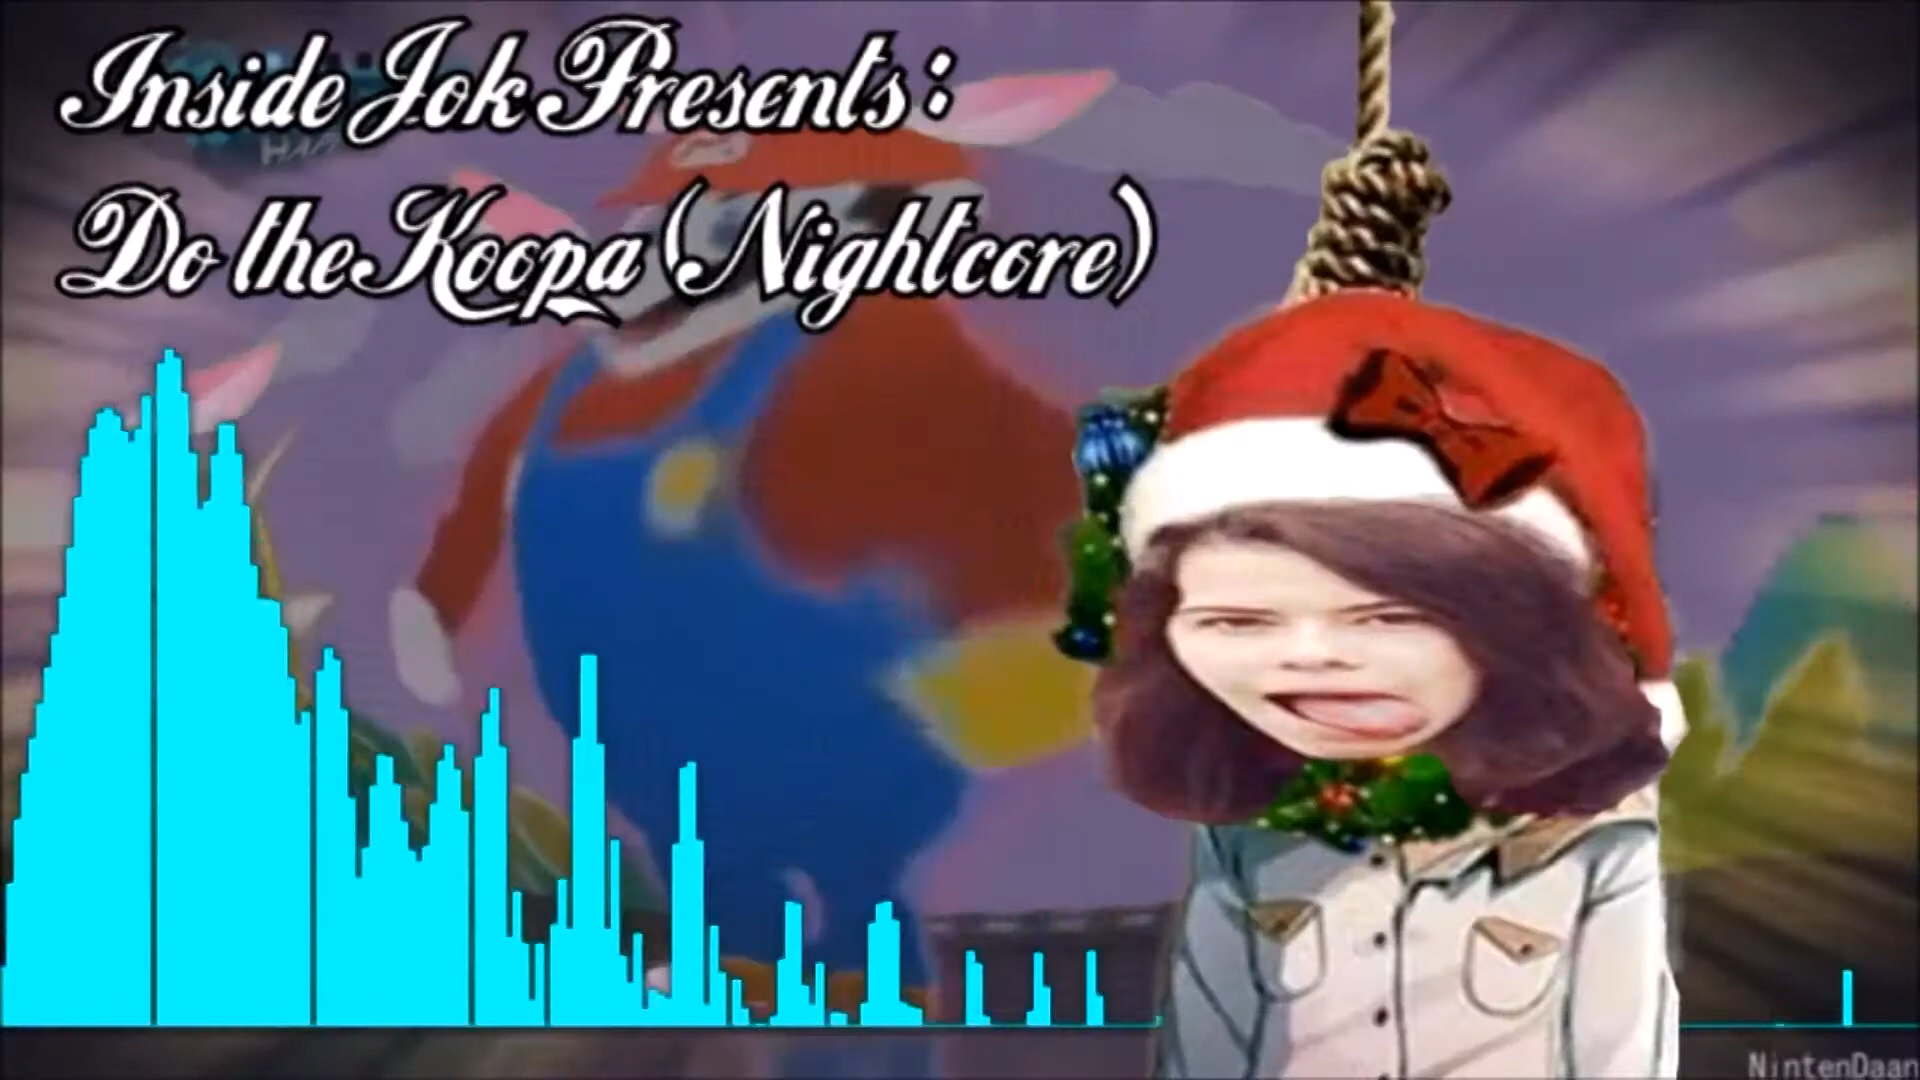 Inside Jok Presents :
Do the Koopa (Nightcore)
NintenDaan